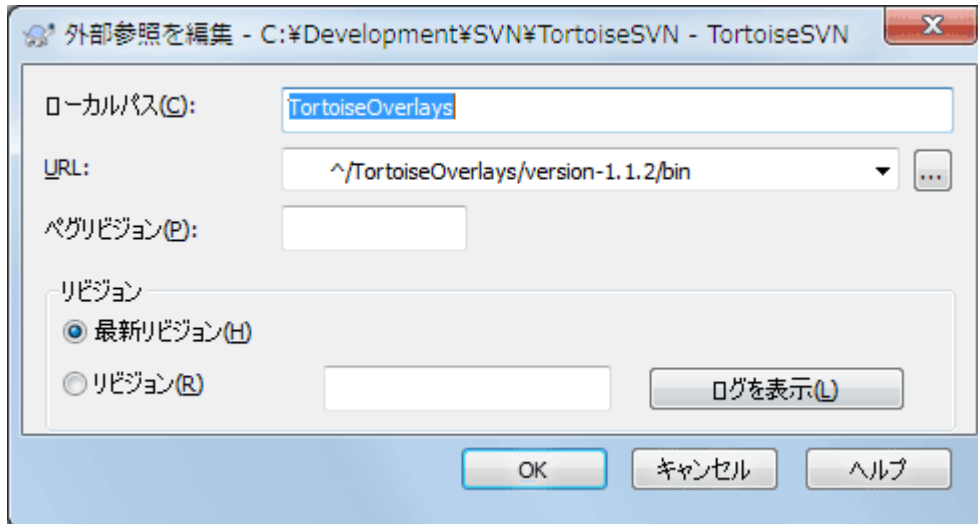 外部参照を編集 - C:¥Development¥SVN¥TortoiseSVN - TortoiseSVN
ローカルパス(C):
TortoiseOverlays
URL:
^/TortoiseOverlays/version-1.1.2/bin
...
ペグリビジョン(P):
リビジョン
最新リビジョン(H)
リビジョン(R)
ログを表示(L)
OK
キャンセル
ヘルプ